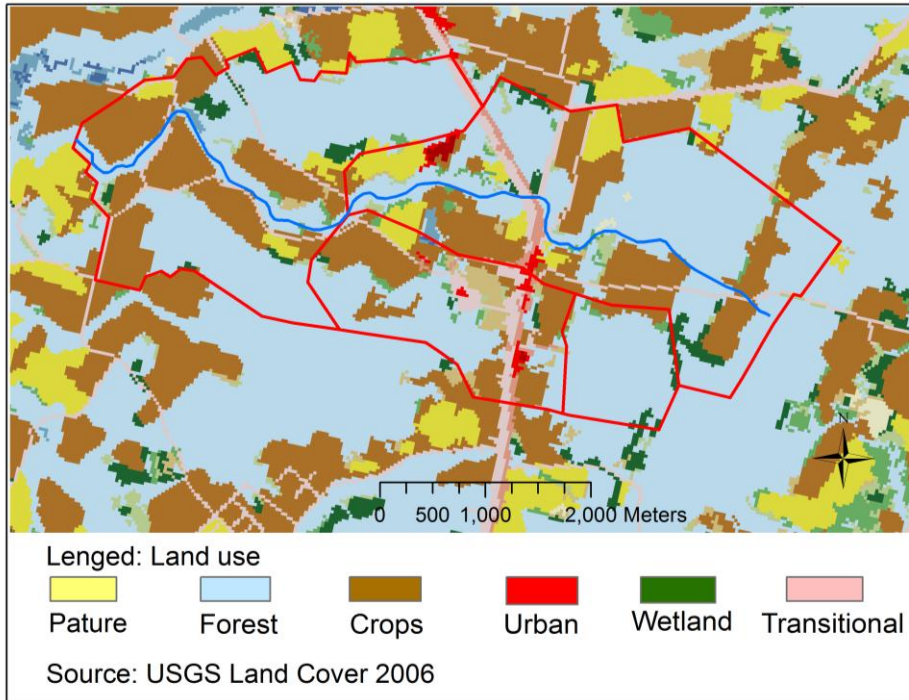 N
0 500 1,000 2,000 Meters
Lenged: Land use
Pature Forest Crops Urban Wetland Transitional
Source: USGS Land Cover 2006